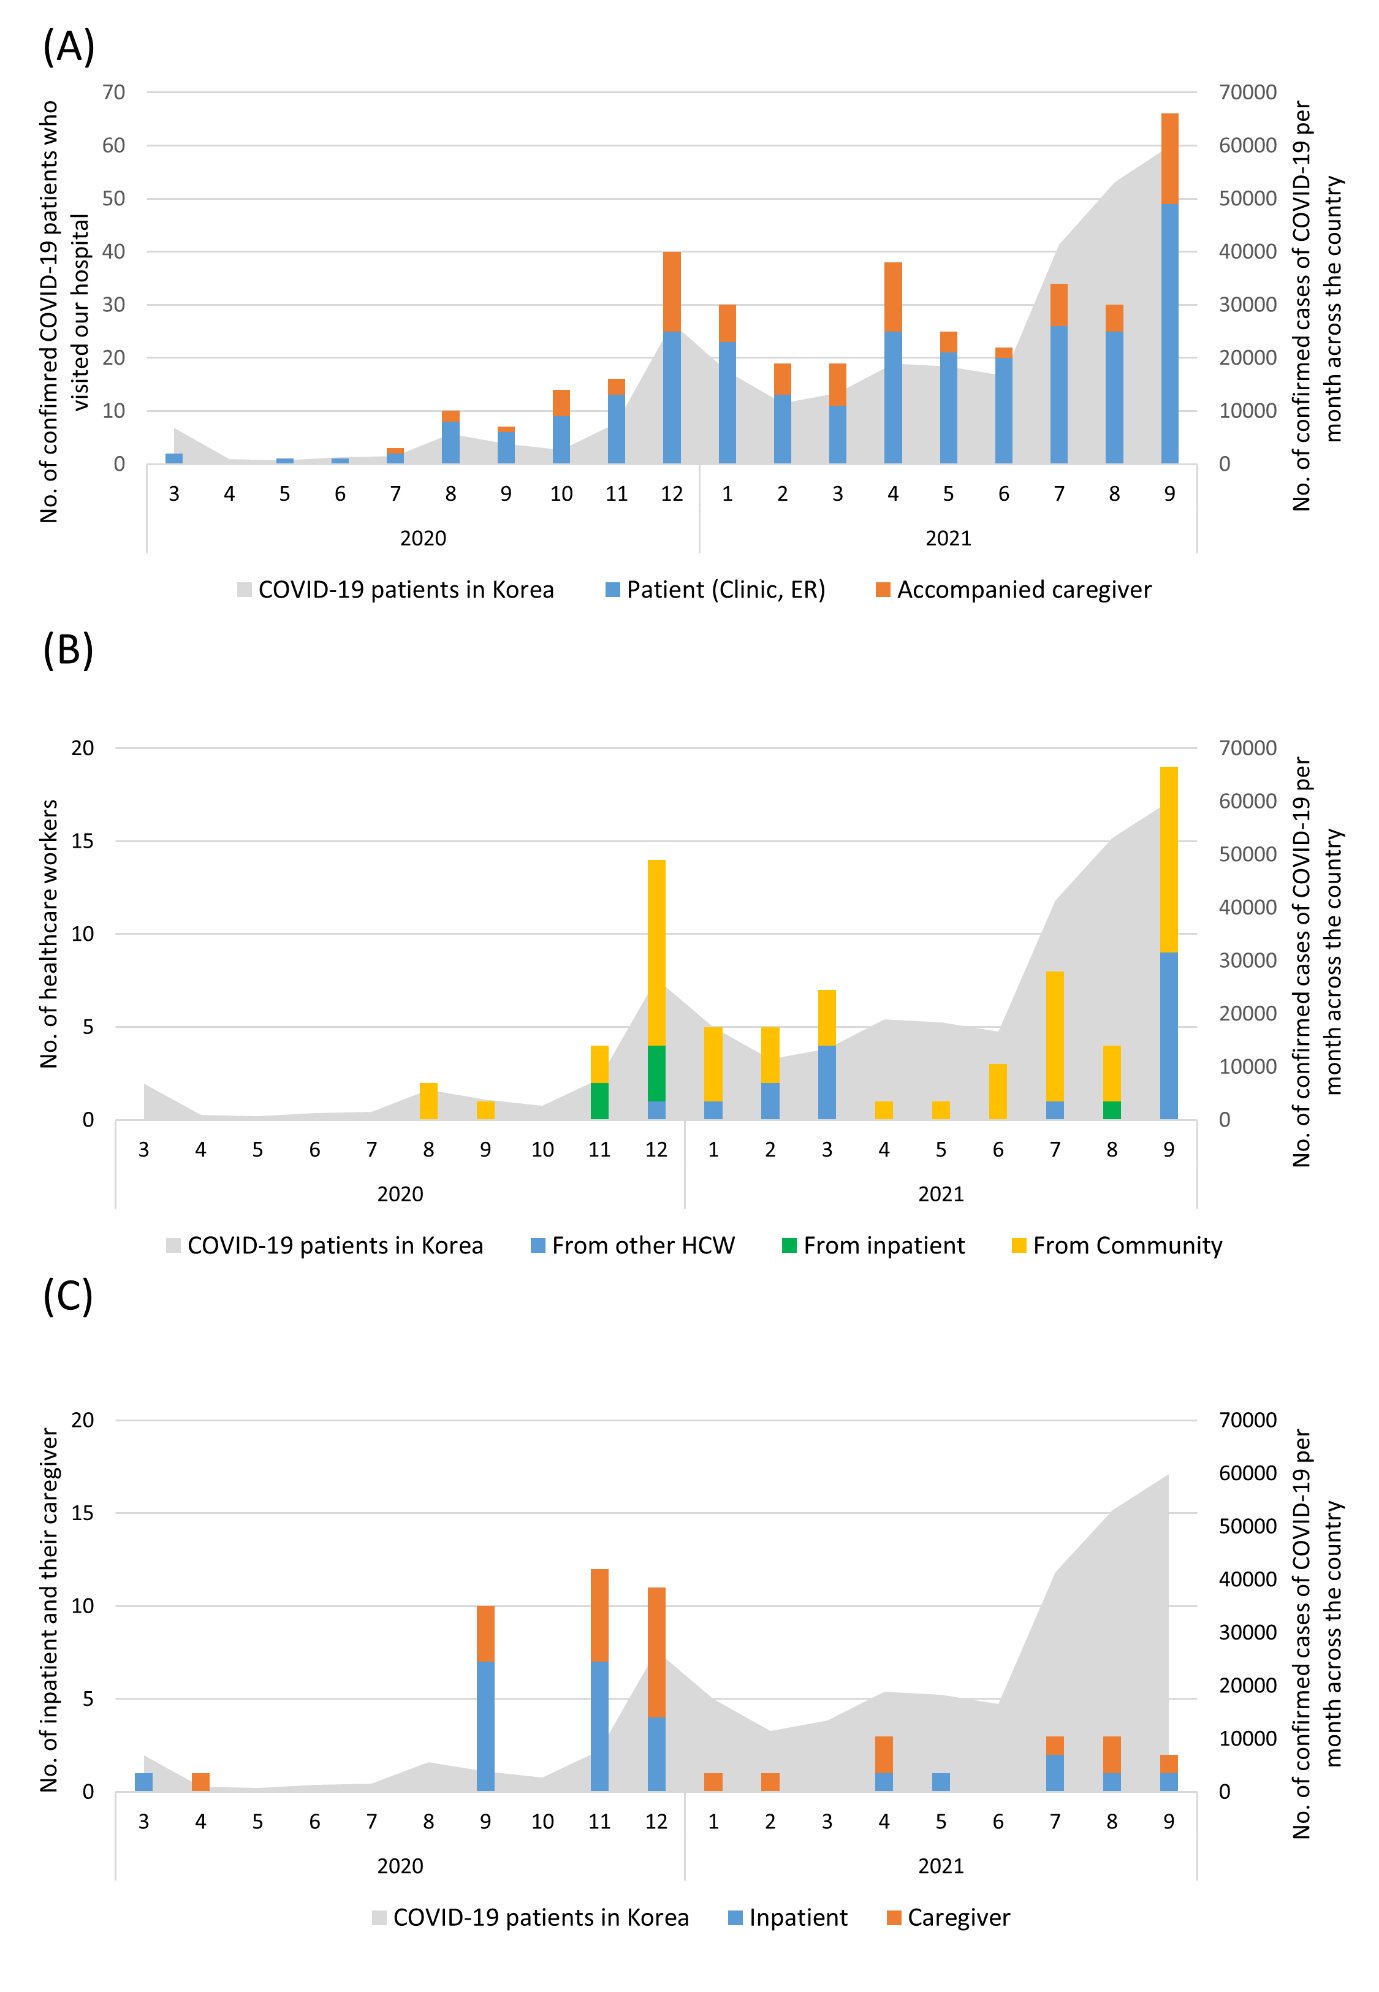 (A)
No. of confimred COVID-19 patients who
visited our hospital
70
60
50
40
30
20
10
0
70000
60000
50000
40000
30000
20000
10000
0
No. of confirmed cases of COVID-19 per
month across the country
3 4 5 6 7 8 9 10 11 12 1 2 3 4 5 6 7 8 9
2020 2021
COVID-19 patients in Korea Patient (Clinic, ER) Accompanied caregiver
(B)
No. of healthcare workers
20
15
10
5
0
70000
60000
50000
40000
30000
20000
10000
0
No. of confirmed cases of COVID-19 per
month across the country
3 4 5 6 7 8 9 10 11 12 1 2 3 4 5 6 7 8 9
2020 2021
COVID-19 patients in Korea From other HCW From inpatient From Community
(C)
No. of inpatient and their caregiver
20
15
10
5
0
70000
60000
50000
40000
30000
20000
10000
0
No. of confirmed cases of COVID-19 per
month across the country
3 4 5 6 7 8 9 10 11 12 1 2 3 4 5 6 7 8 9
2020 2021
COVID-19 patients in Korea Inpatient Caregiver